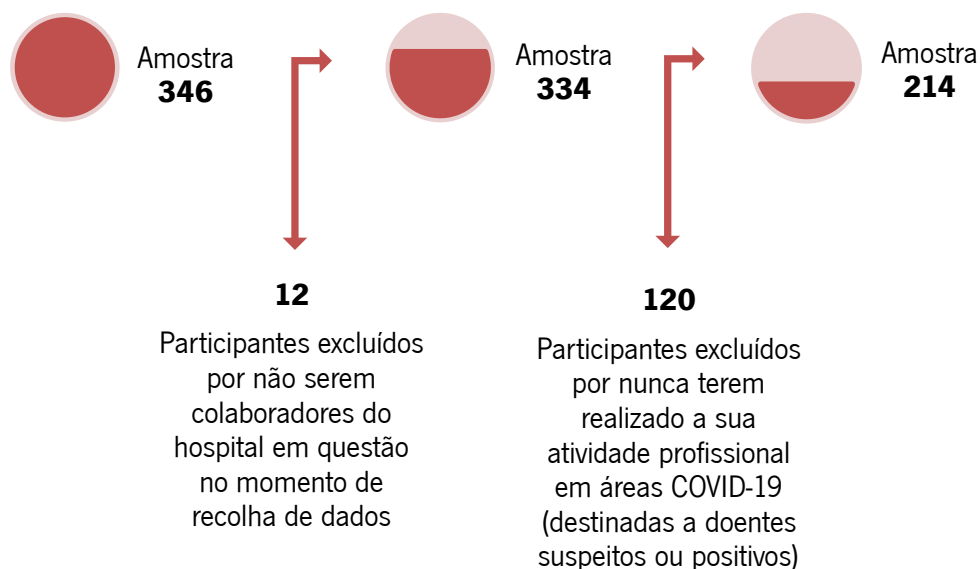 Amostra
346
Amostra
334
Amostra
214
12
Participantes excluídos
por não serem
colaboradores do
hospital em questão
no momento de
recolha de dados
120
Participantes excluídos
por nunca terem
realizado a sua
atividade profissional
em áreas COVID-19
(destinadas a doentes
suspeitos ou positivos)